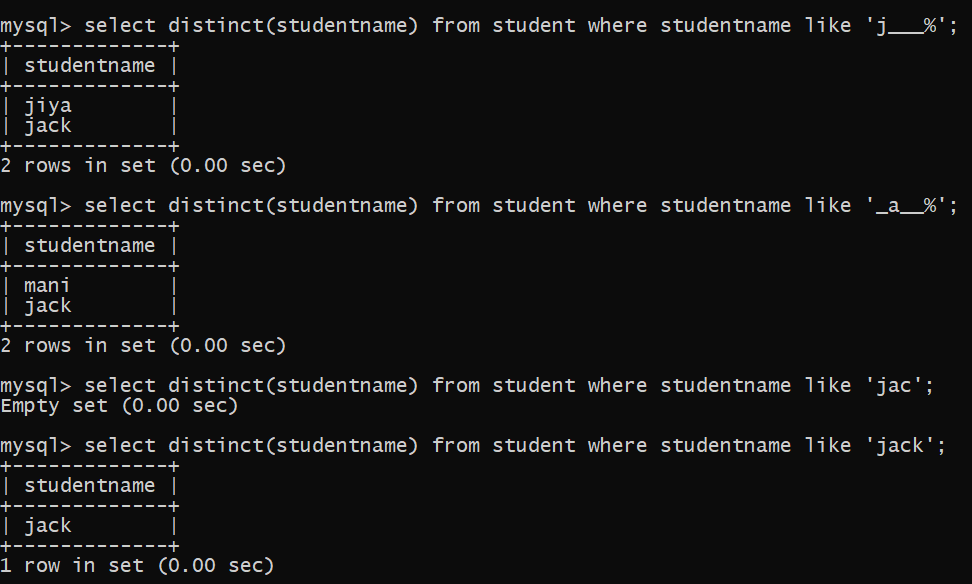 mysql> select distinct(studentname) from student where studentname like 'j___%';
+-------------+
| studentname |
+-------------+
| jiya        |
| jack        |
+-------------+
2 rows in set (0.00 sec)
mysql> select distinct(studentname) from student where studentname like '_a__%';
+-------------+
| studentname |
+-------------+
| mani        |
| jack        |
+-------------+
2 rows in set (0.00 sec)
mysql> select distinct(studentname) from student where studentname like 'jac';
Empty set (0.00 sec)
mysql> select distinct(studentname) from student where studentname like 'jack';
+-------------+
| studentname |
+-------------+
| jack        |
+-------------+
1 row in set (0.00 sec)